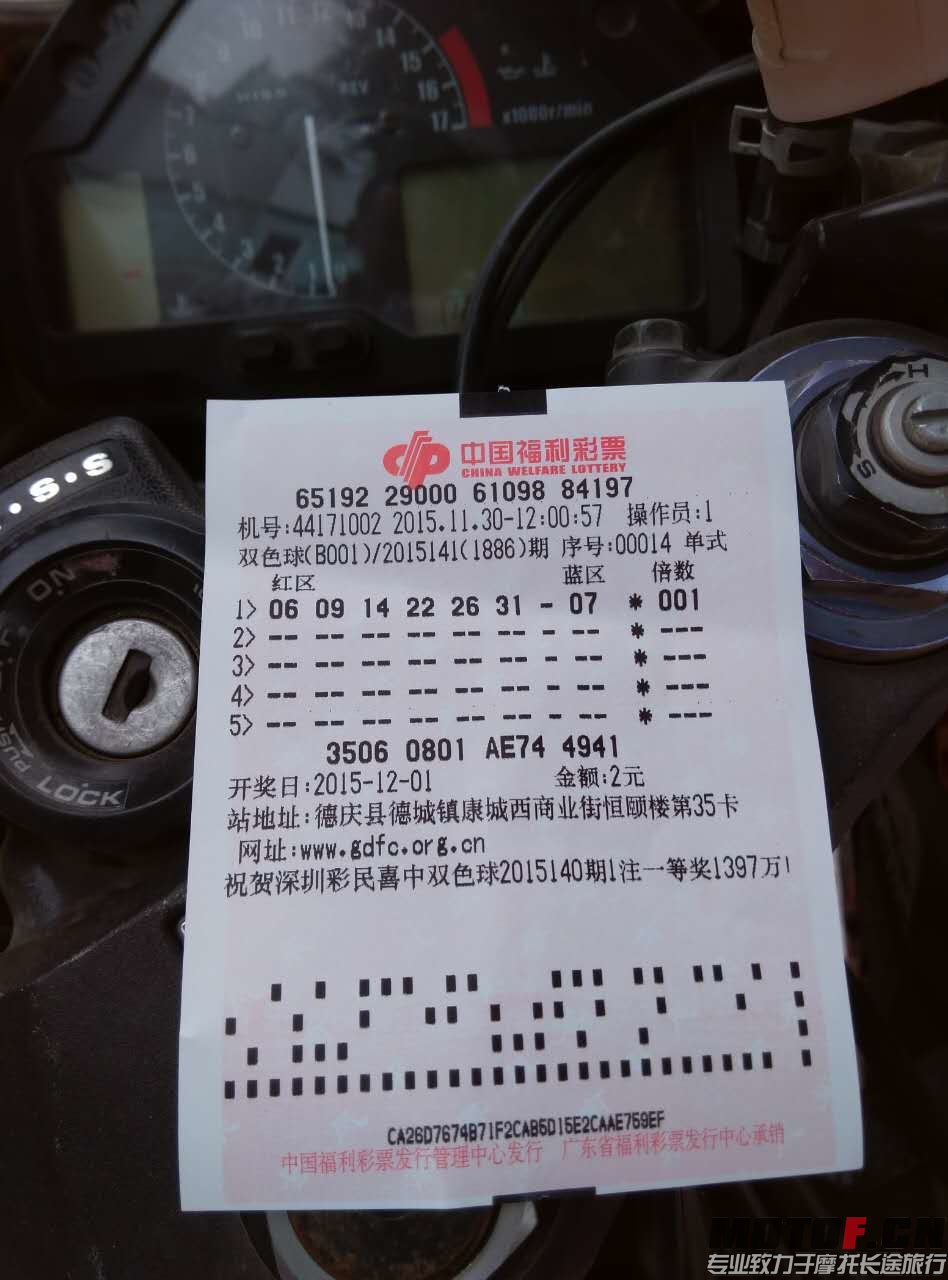 14
15
16
17
x1000r/min
H
S
S.S
ON
PUSH
LOCK
中国福利彩票
CHINA WELFARE LOTTERY
65192 29000 61098 84197
机号:44171002 2015.11.30-12:00:57 操作员:1
双色球(B001)/2015141(1886)期 序号:00014 单式
红区 蓝区 倍数
1> 06 09 14 22 26 31 - 07 * 001
2> -- -- -- -- -- -- - -- * ---
3> -- -- -- -- -- -- - -- * ---
4> -- -- -- -- -- -- - -- * ---
5> -- -- -- -- -- -- - -- * ---
3506 0801 AE74 4941
开奖日:2015-12-01 金额:2元
站地址:德庆县德城镇康城西商业街恒颐楼第35卡
网址:www.gdfc.org.cn
祝贺深圳彩民喜中双色球2015140期1注一等奖1397万!
CA26D7674B71F2CAB5D15E2CAAE759EF
中国福利彩票发行管理中心发行 广东省福利彩票发行中心承销
MOTOF.CN
专业致力于摩托长途旅行